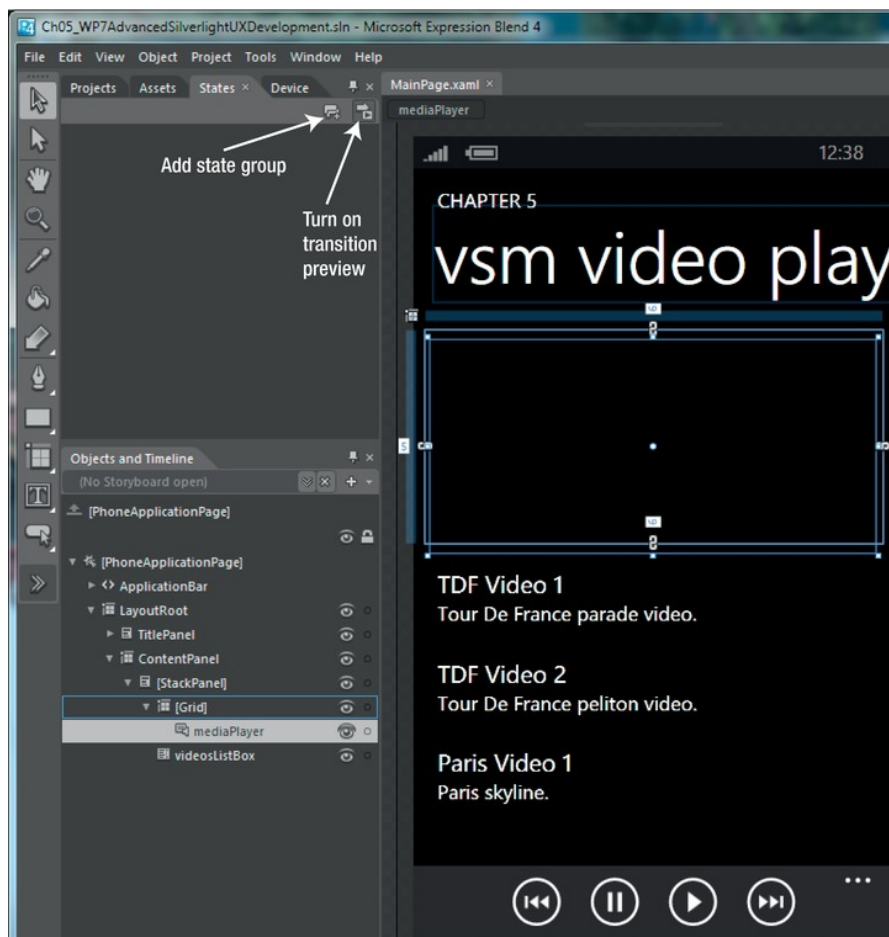 Ch05_WP7AdvancedSilverlightUXDevelopment.sln - Microsoft Expression Blend 4
File Edit View Object Project Tools Window Help
Projects Assets States × Device
Add state group
Turn on
transition
preview
Objects and Timeline
(No Storyboard open)
[PhoneApplicationPage]
[PhoneApplicationPage]
ApplicationBar
LayoutRoot
TitlePanel
ContentPanel
[StackPanel]
[Grid]
mediaPlayer
videosListBox
MainPage.xaml ×
mediaPlayer
12:38
CHAPTER 5
vsm video play
TDF Video 1
Tour De France parade video.
TDF Video 2
Tour De France peliton video.
Paris Video 1
Paris skyline.